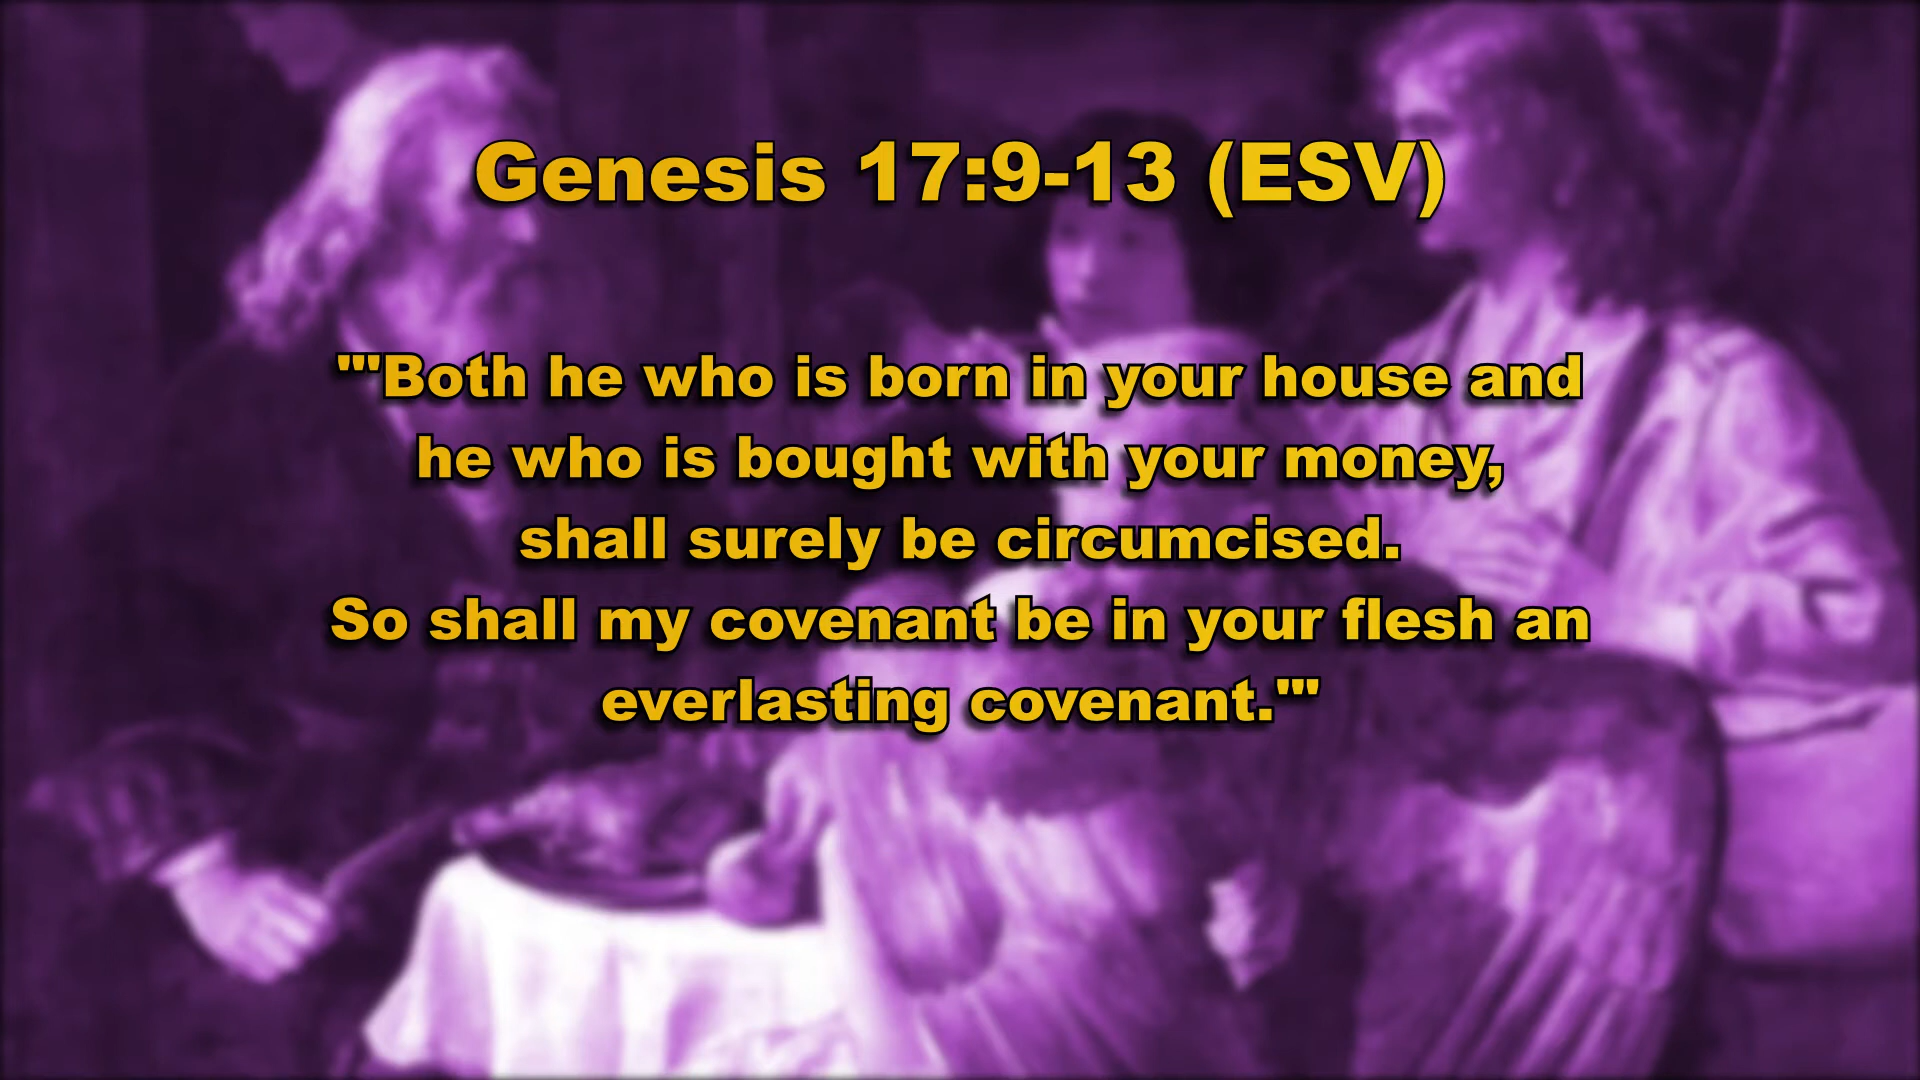 Genesis 17:9-13 (ESV)
"'Both he who is born in your house and
he who is bought with your money,
shall surely be circumcised.
So shall my covenant be in your flesh an
everlasting covenant.'"